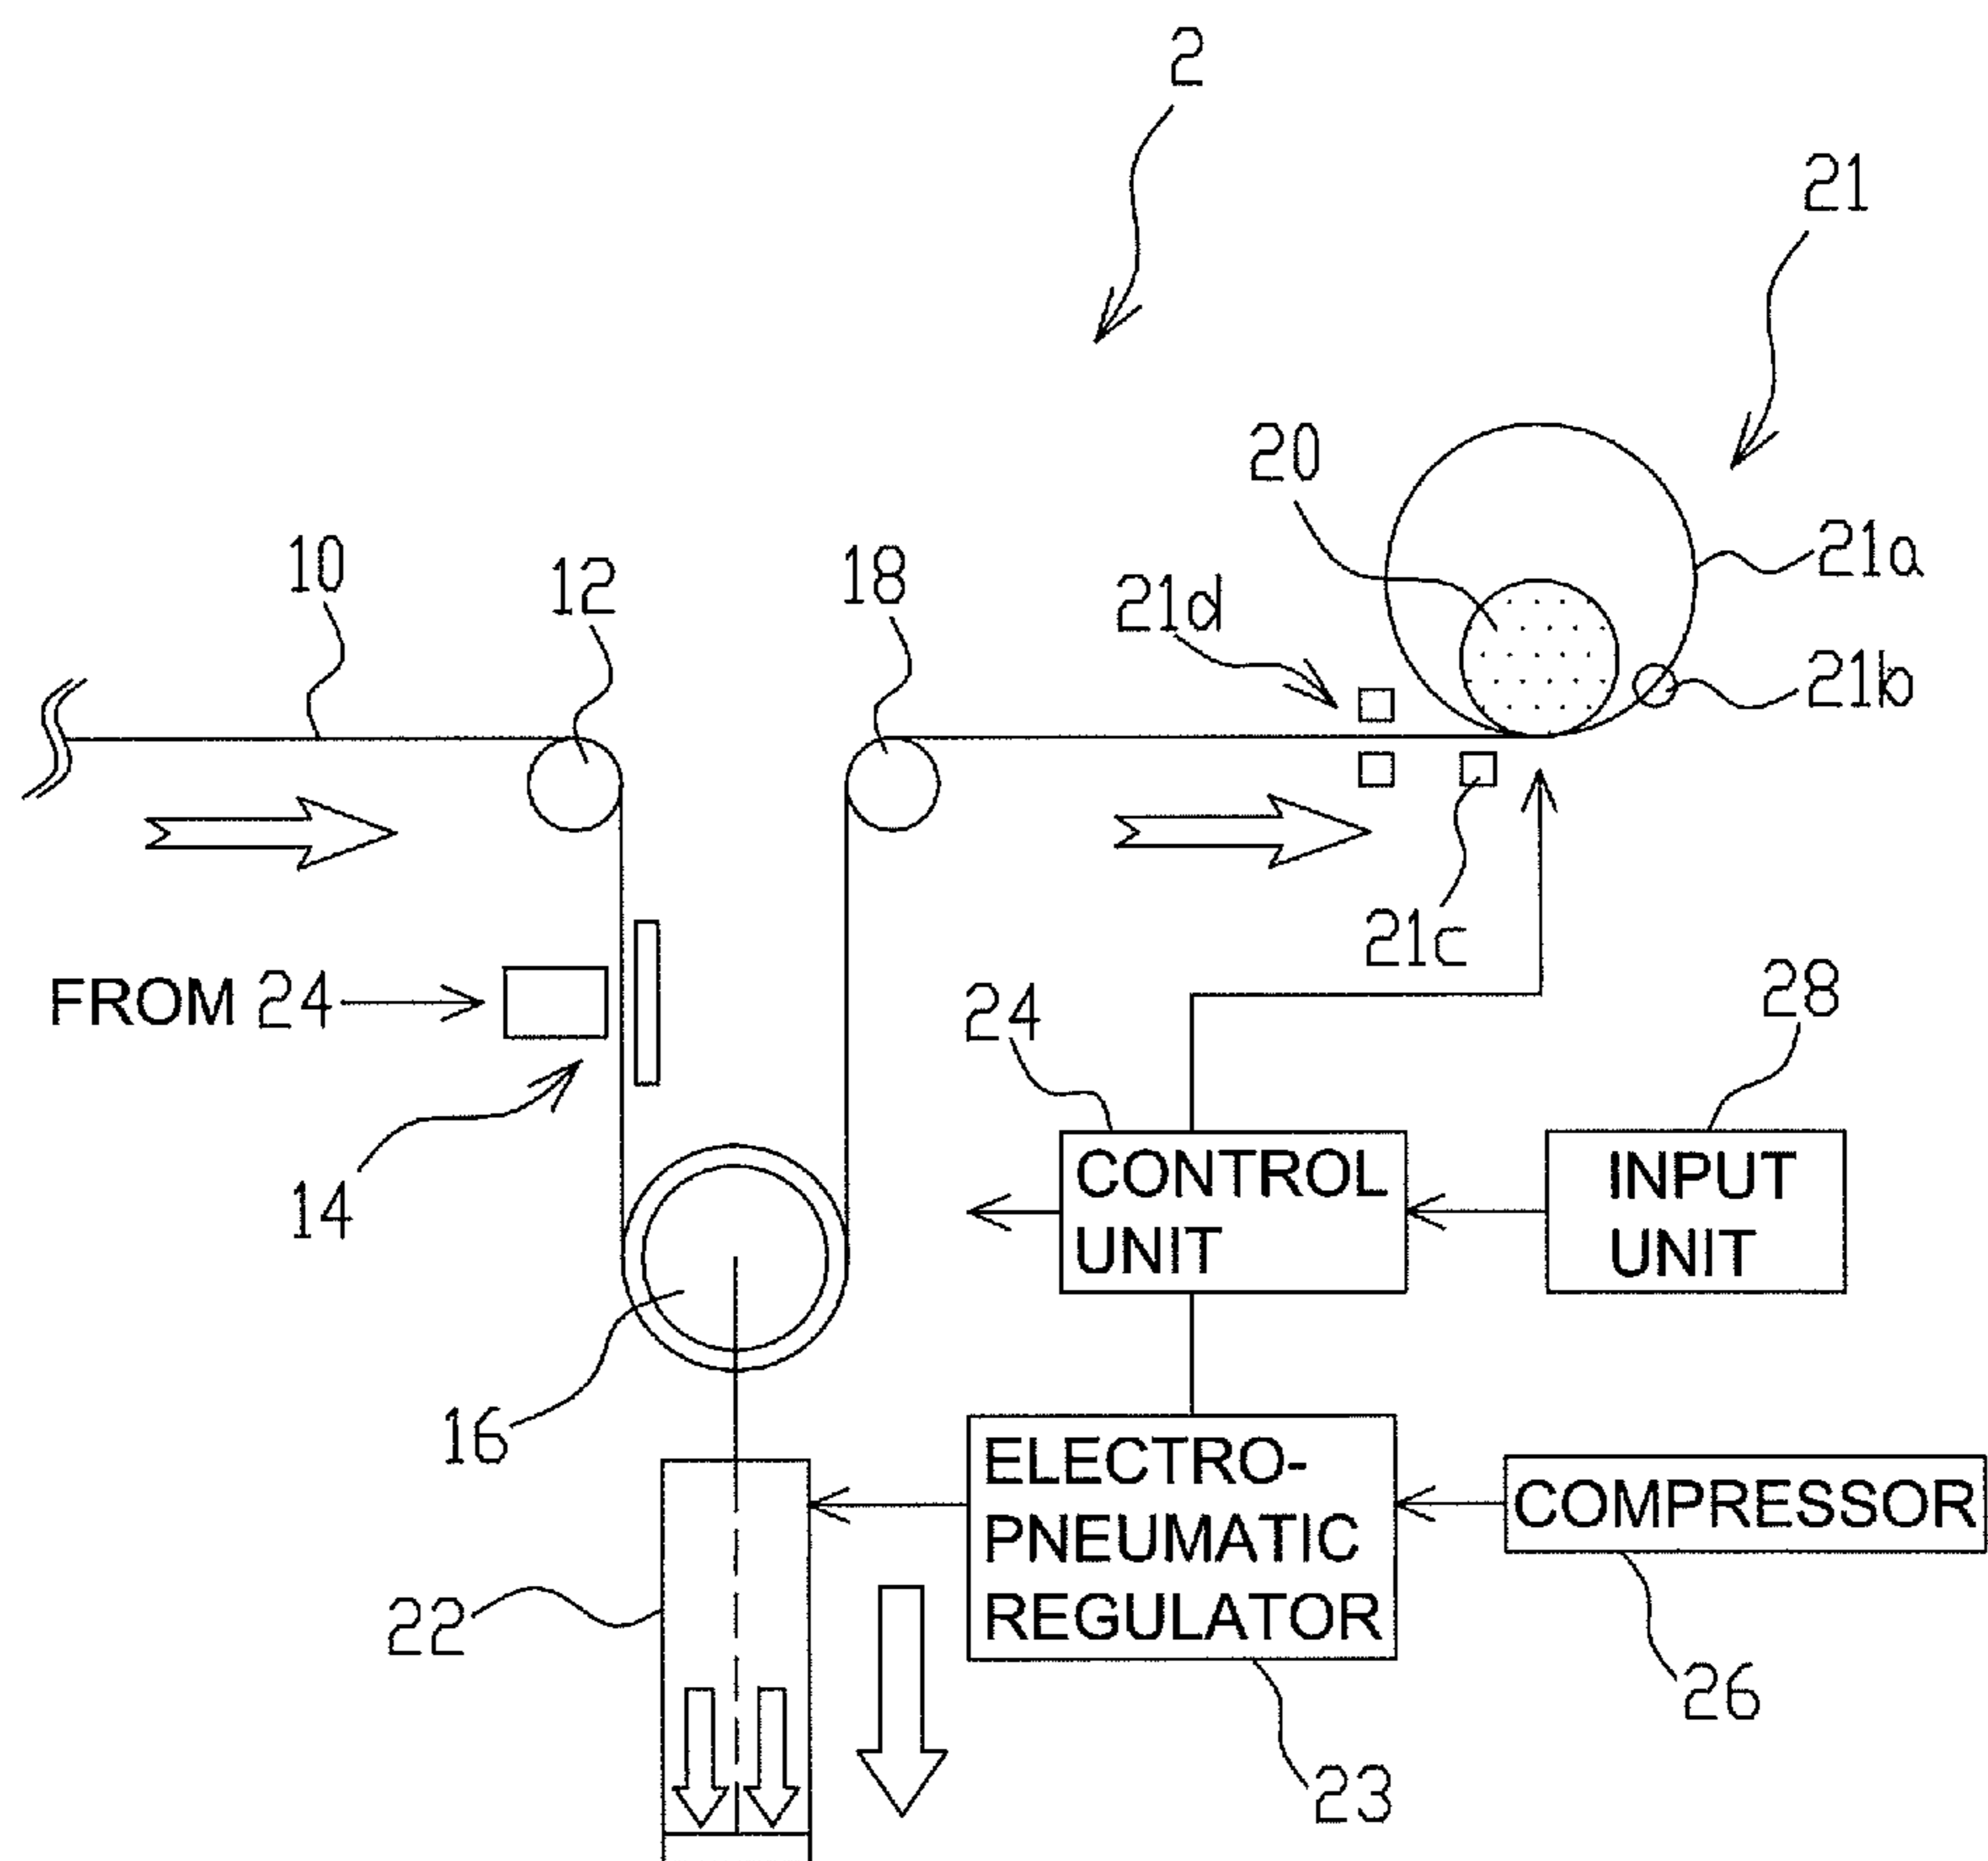 2
21
20
21a
10
12
18
21d
21b
21c
FROM 24
24
28
14
CONTROL
UNIT
INPUT
UNIT
16
ELECTRO-
PNEUMATIC
REGULATOR
COMPRESSOR
22
26
23